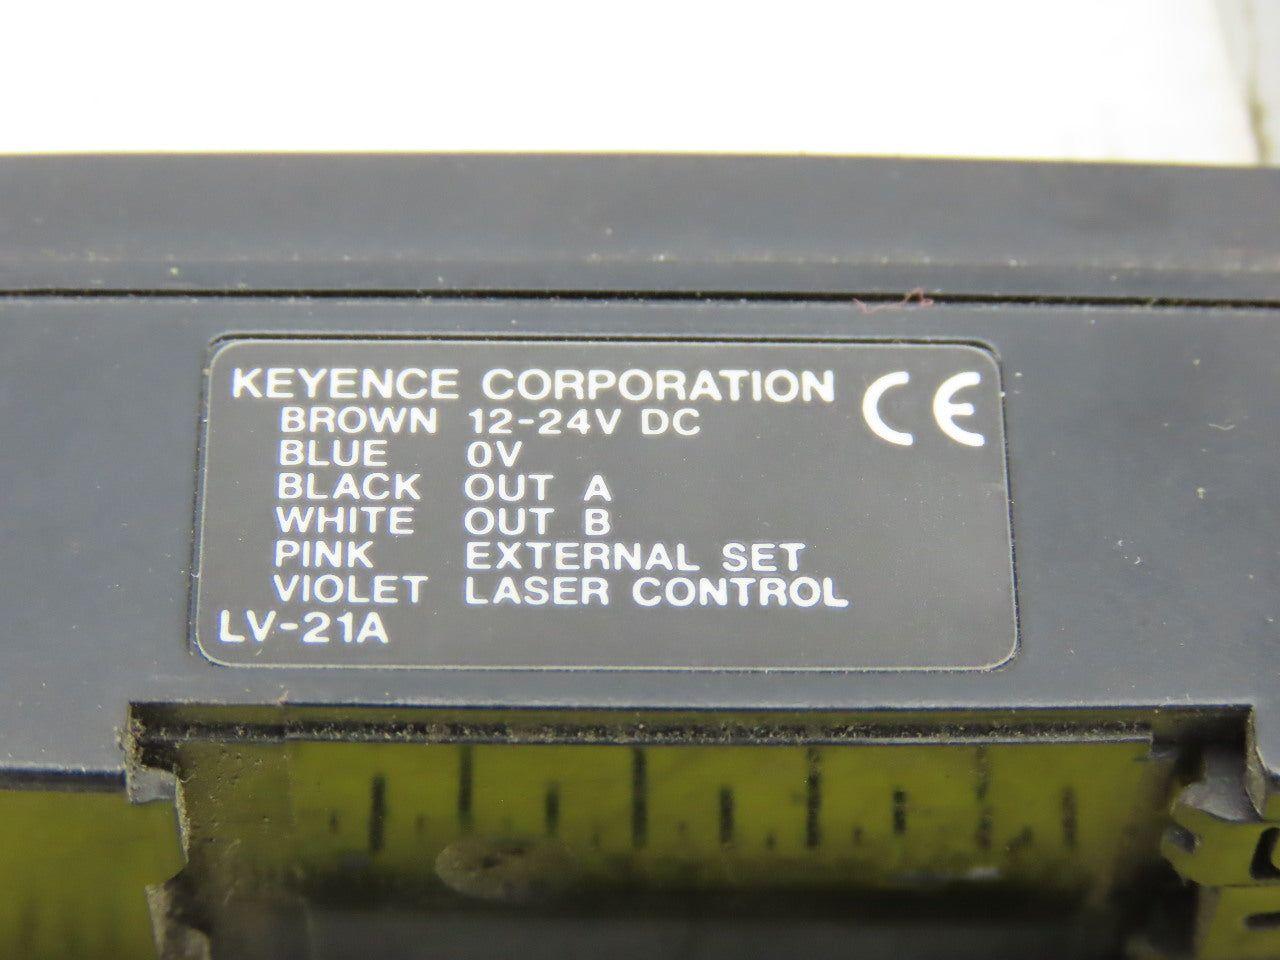 KEYENCE CORPORATION CE
BROWN 12-24V DC
BLUE 0V
BLACK OUT A
WHITE OUT B
PINK EXTERNAL SET
VIOLET LASER CONTROL
LV-21A